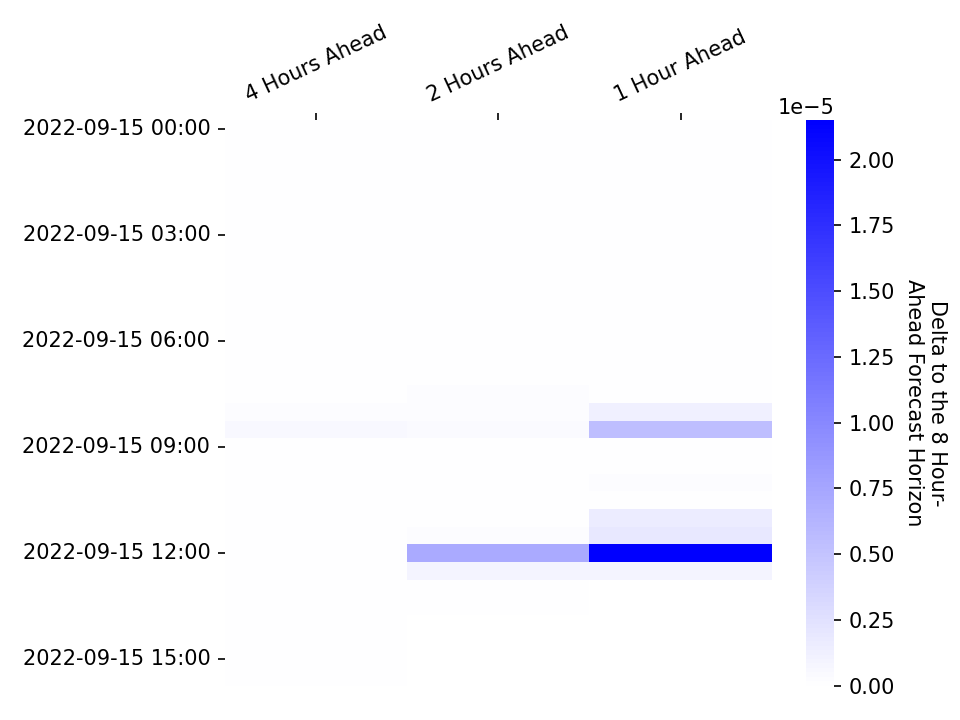 4 Hours Ahead
2 Hours Ahead
1 Hour Ahead
1e−5
2022-09-15 00:00
2022-09-15 03:00
2022-09-15 06:00
2022-09-15 09:00
2022-09-15 12:00
2022-09-15 15:00
2.00
1.75
1.50
1.25
1.00
0.75
0.50
0.25
0.00
Delta to the 8 Hour-
Ahead Forecast Horizon